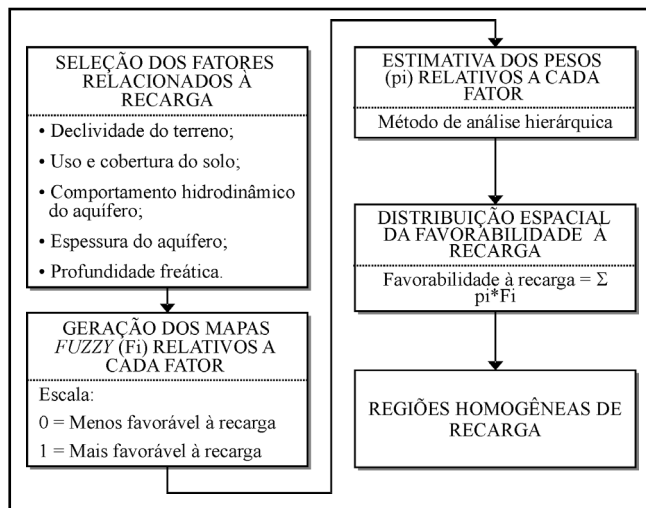 SELEÇÃO DOS FATORES
RELACIONADOS À
RECARGA
• Declividade do terreno;
• Uso e cobertura do solo;
• Comportamento hidrodinâmico
do aquífero;
• Espessura do aquífero;
• Profundidade freática.
GERAÇÃO DOS MAPAS
FUZZY (Fi) RELATIVOS A
CADA FATOR
Escala:
0 = Menos favorável à recarga
1 = Mais favorável à recarga
ESTIMATIVA DOS PESOS
(pi) RELATIVOS A CADA
FATOR
Método de análise hierárquica
DISTRIBUIÇÃO ESPACIAL
DA FAVORABILIDADE À
RECARGA
Favorabilidade à recarga = Σ
pi*Fi
REGIÕES HOMOGÊNEAS DE
RECARGA